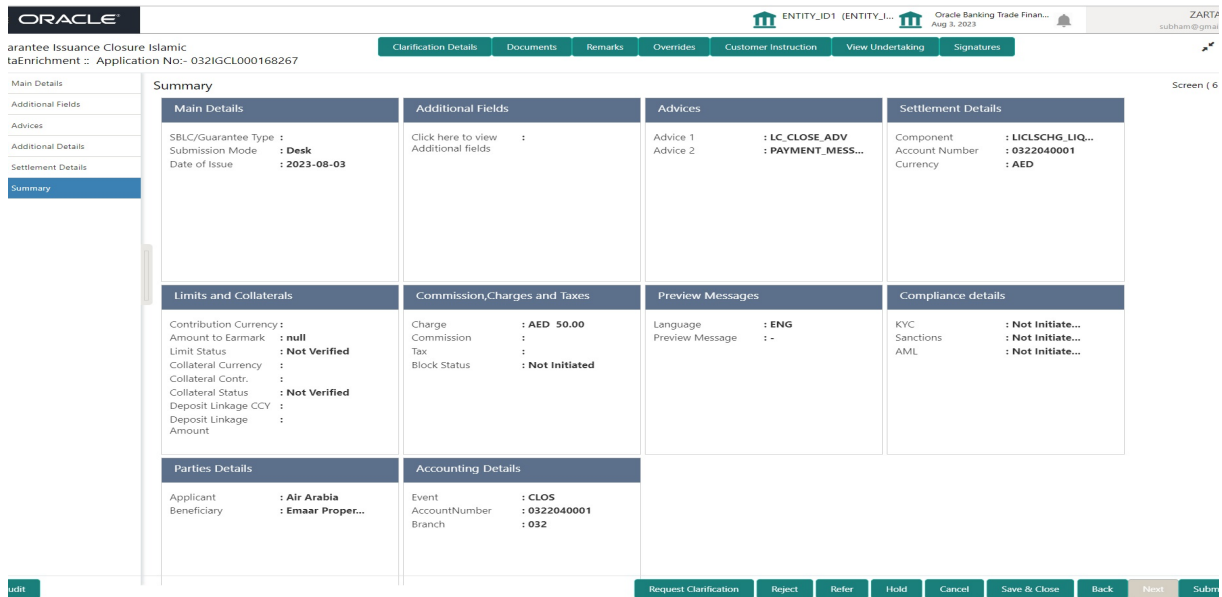 ORACLE
ENTITY_ID1 (ENTITY_I...
Oracle Banking Trade Finan...
Aug 3, 2023
ZARTA
subham@gmai
arantee Issuance Closure Islamic
taEnrichment :: Application No:- 032IGCL000168267
Clarification Details
Documents
Remarks
Overrides
Customer Instruction
View Undertaking
Signatures
Main Details
Additional Fields
Advices
Additional Details
Settlement Details
Summary
Summary
Screen ( 6
Main Details
SBLC/Guarantee Type :
Submission Mode : Desk
Date of Issue : 2023-08-03
Additional Fields
Click here to view :
Additional fields
Advices
Advice 1 : LC_CLOSE_ADV
Advice 2 : PAYMENT_MESS...
Settlement Details
Component : LICLSCHG_LIQ...
Account Number : 0322040001
Currency : AED
Limits and Collaterals
Contribution Currency :
Amount to Earmark : null
Limit Status : Not Verified
Collateral Currency :
Collateral Contr. :
Collateral Status : Not Verified
Deposit Linkage CCY :
Deposit Linkage :
Amount
Commission,Charges and Taxes
Charge : AED 50.00
Commission :
Tax :
Block Status : Not Initiated
Preview Messages
Language : ENG
Preview Message : -
Compliance details
KYC : Not Initiate...
Sanctions : Not Initiate...
AML : Not Initiate...
Parties Details
Applicant : Air Arabia
Beneficiary : Emaar Proper...
Accounting Details
Event : CLOS
AccountNumber : 0322040001
Branch : 032
udit
Request Clarification
Reject
Refer
Hold
Cancel
Save & Close
Back
Next
Subm